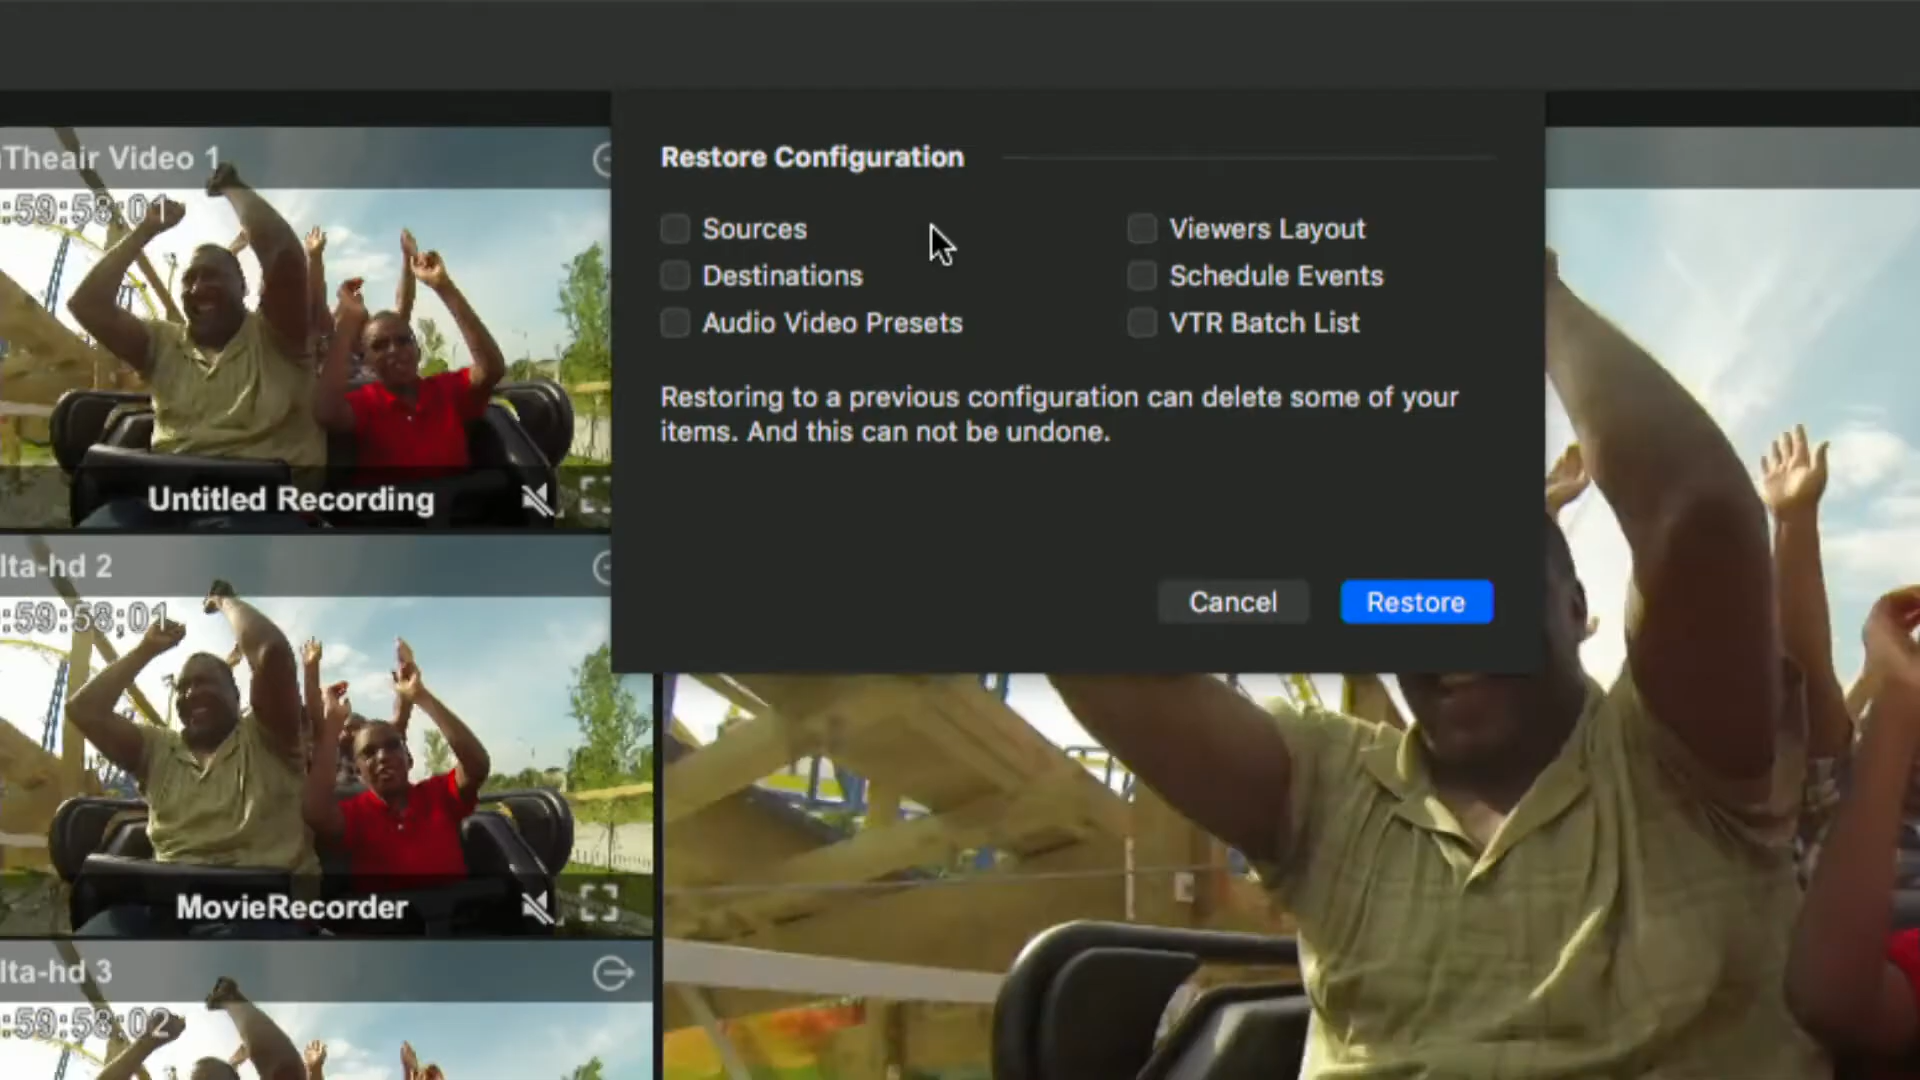 Theair Video 1
:59:58;01
Untitled Recording
lta-hd 2
:59:58;01
MovieRecorder
lta-hd 3
:59:58;02
Restore Configuration
Sources
Destinations
Audio Video Presets
Viewers Layout
Schedule Events
VTR Batch List
Restoring to a previous configuration can delete some of your
items. And this can not be undone.
Cancel
Restore